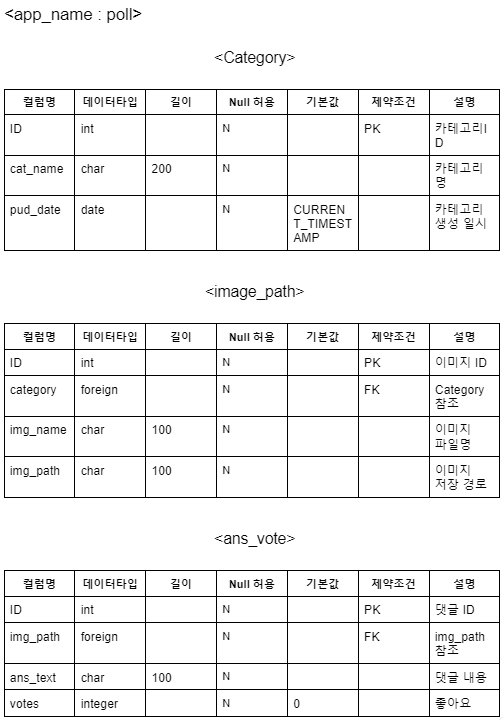 <app_name : poll>
<Category>
컬럼명 데이터타입 길이 Null 허용 기본값 제약조건 설명
ID int N PK 카테고리I
D
cat_name char 200 N 카테고리
명
pud_date date N CURREN 카테고리
T_TIMEST 생성 일시
AMP
<image_path>
컬럼명 데이터타입 길이 Null 허용 기본값 제약조건 설명
ID int N PK 이미지 ID
category foreign N FK Category
참조
img_name char 100 N 이미지
파일명
img_path char 100 N 이미지
저장 경로
<ans_vote>
컬럼명 데이터타입 길이 Null 허용 기본값 제약조건 설명
ID int N PK 댓글 ID
img_path foreign N FK img_path
참조
ans_text char 100 N 댓글 내용
votes integer N 0 좋아요